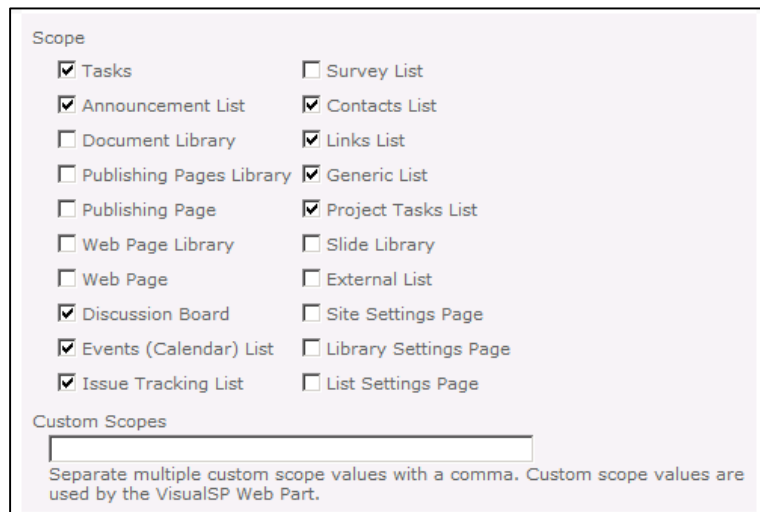 Scope
Tasks
Survey List
Announcement List
Contacts List
Document Library
Links List
Publishing Pages Library
Generic List
Publishing Page
Project Tasks List
Web Page Library
Slide Library
Web Page
External List
Discussion Board
Site Settings Page
Events (Calendar) List
Library Settings Page
Issue Tracking List
List Settings Page
Custom Scopes
Separate multiple custom scope values with a comma. Custom scope values are
used by the VisualSP Web Part.